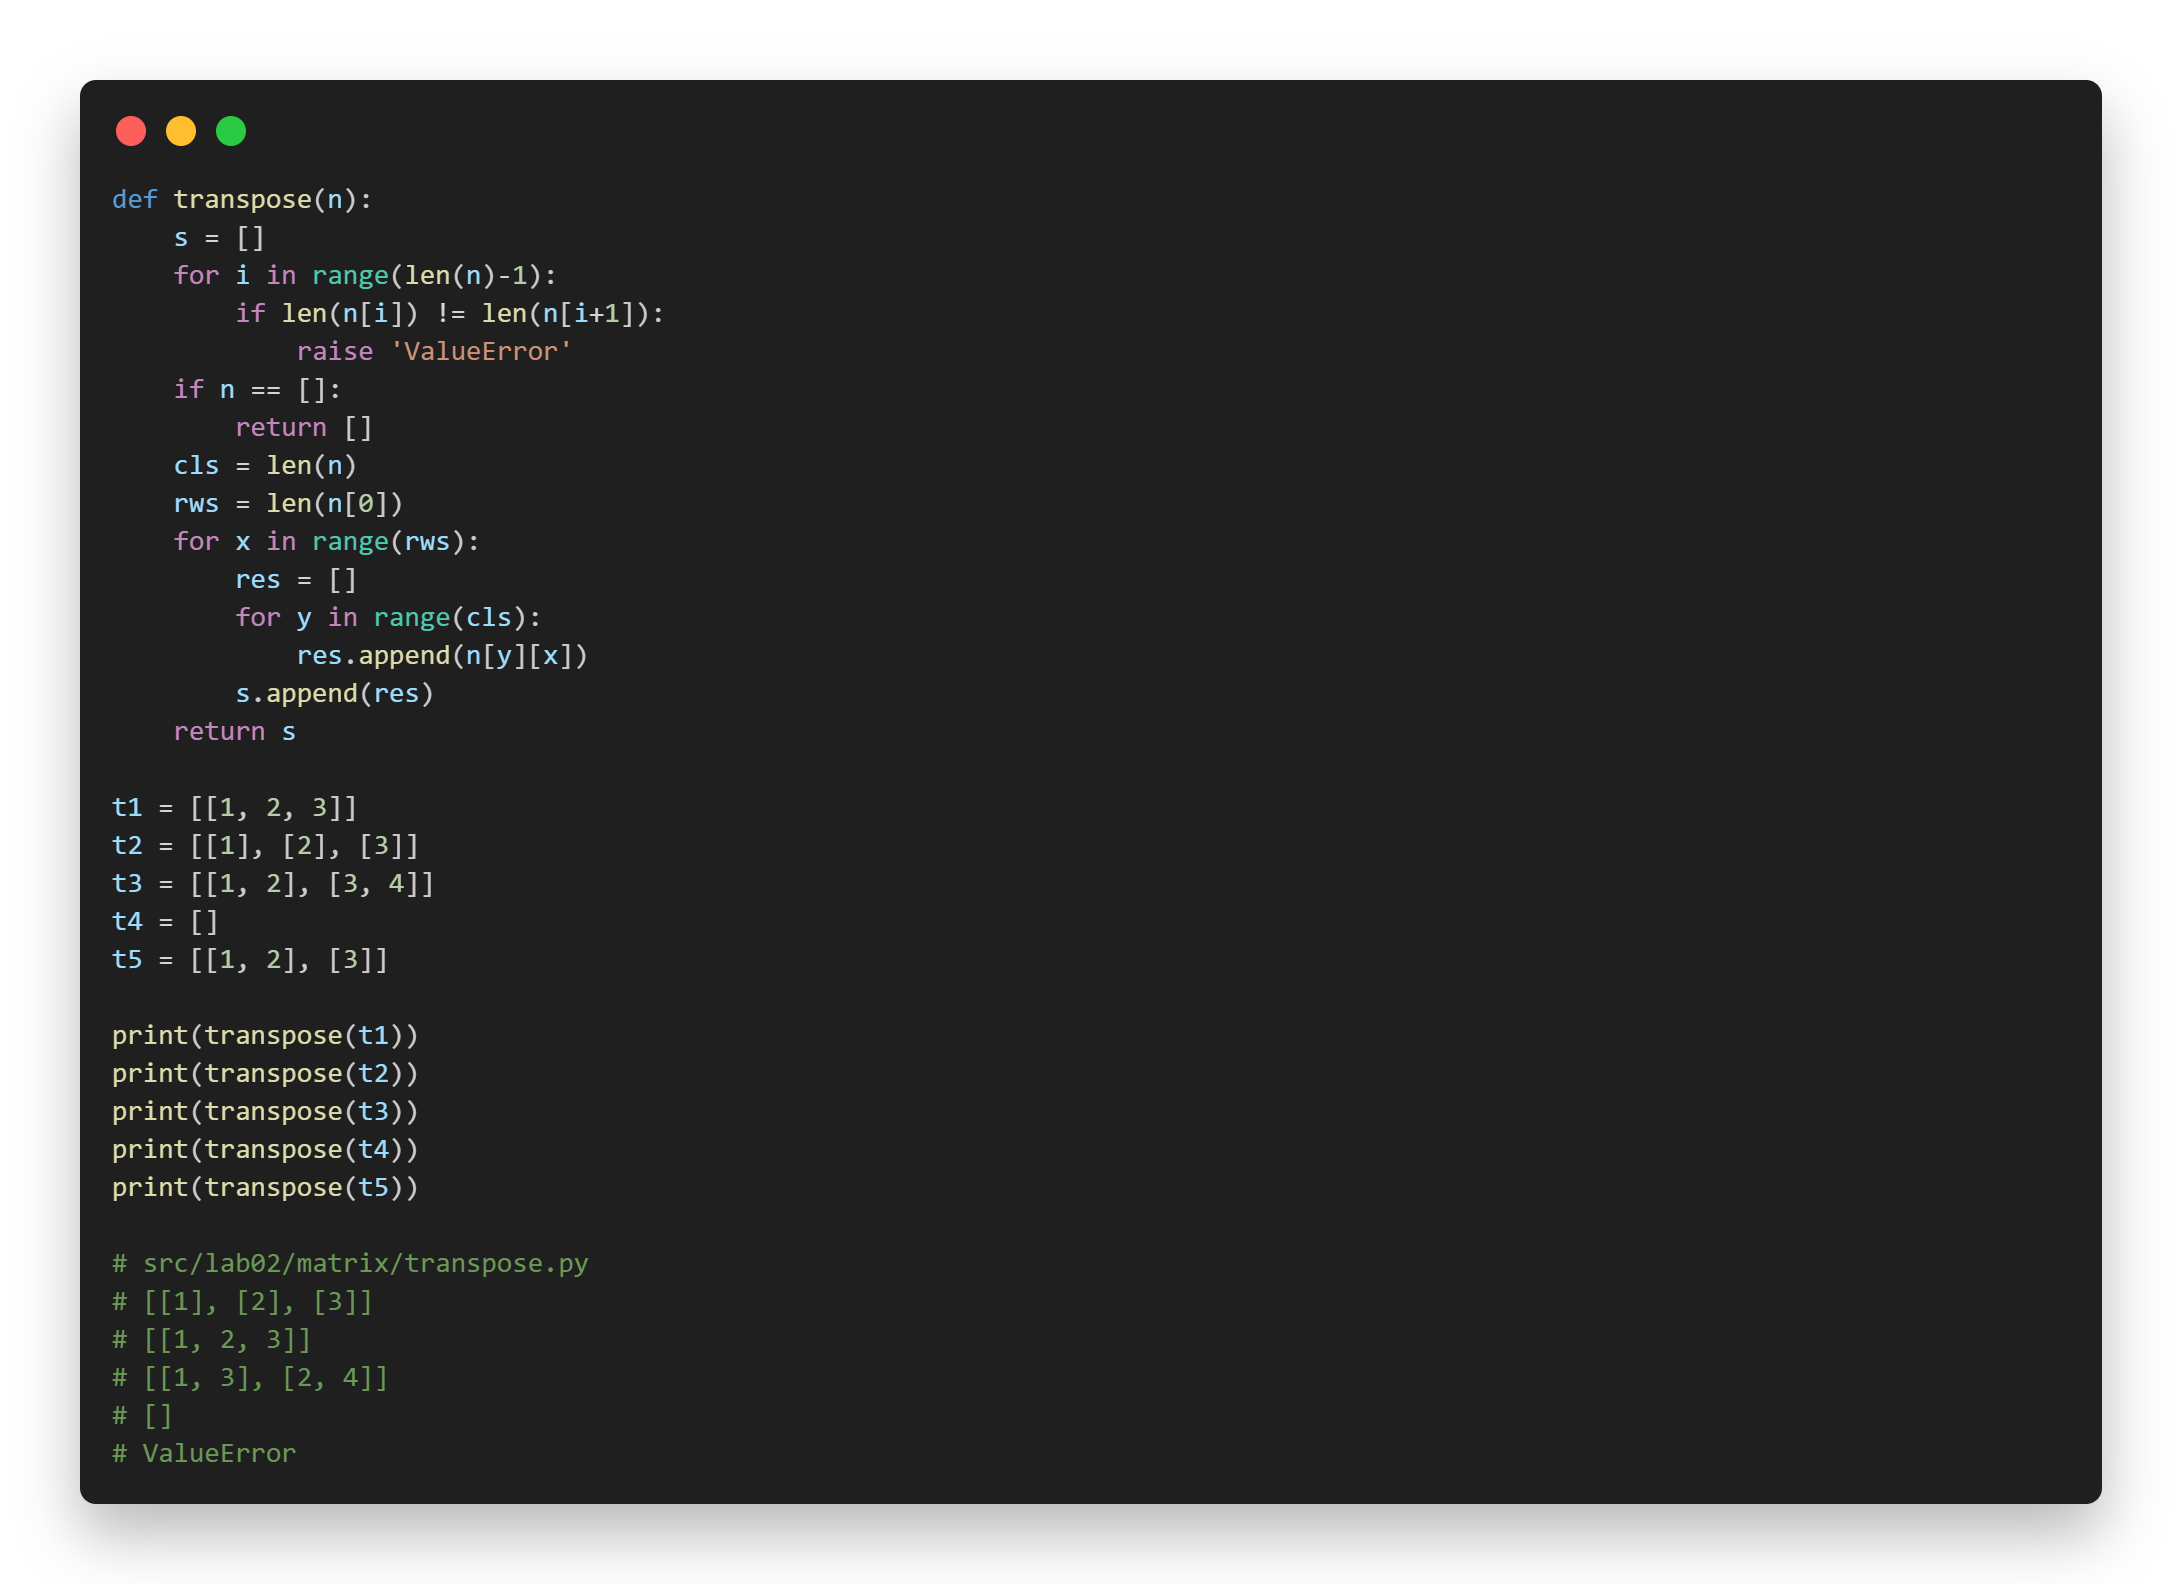 def transpose(n):
    s = []
    for i in range(len(n)-1):
        if len(n[i]) != len(n[i+1]):
            raise 'ValueError'
    if n == []:
        return []
    cls = len(n)
    rws = len(n[0])
    for x in range(rws):
        res = []
        for y in range(cls):
            res.append(n[y][x])
        s.append(res)
    return s

t1 = [[1, 2, 3]]
t2 = [[1], [2], [3]]
t3 = [[1, 2], [3, 4]]
t4 = []
t5 = [[1, 2], [3]]

print(transpose(t1))
print(transpose(t2))
print(transpose(t3))
print(transpose(t4))
print(transpose(t5))

# src/lab02/matrix/transpose.py
# [[1], [2], [3]]
# [[1, 2, 3]]
# [[1, 3], [2, 4]]
# []
# ValueError